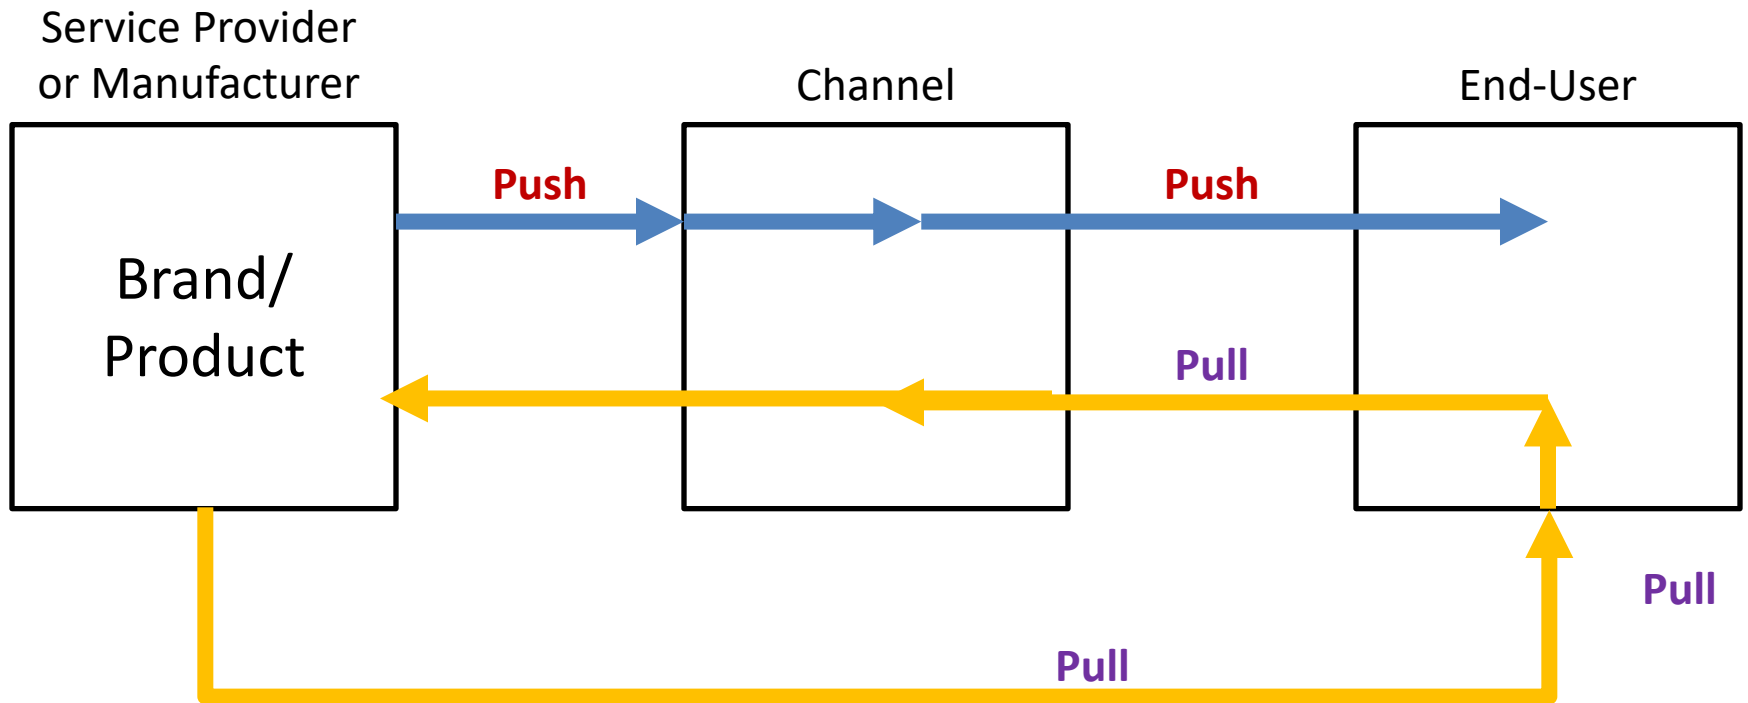 Service Provider
or Manufacturer
Channel
End-User
Push
Push
Brand/
Product
Pull
Pull
Pull